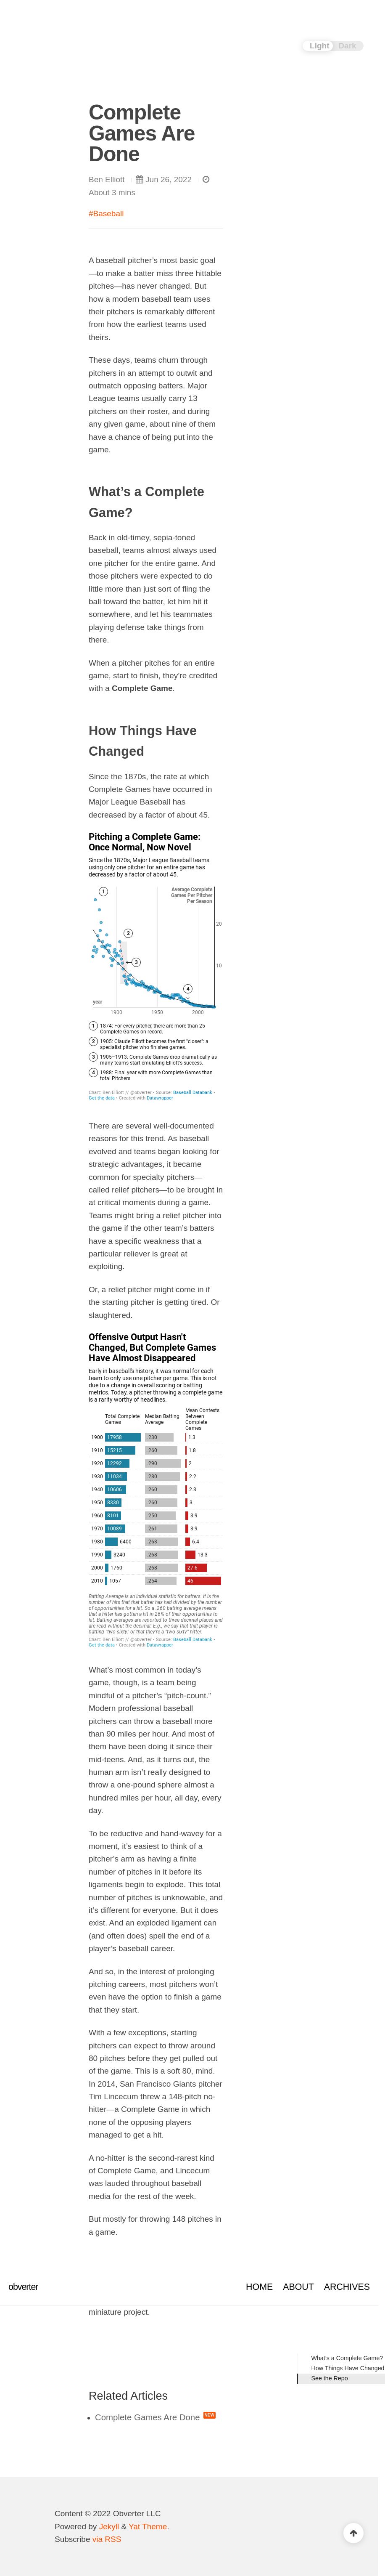 Light Dark
Complete
Games Are
Done
Ben Elliott Jun 26, 2022
About 3 mins
#Baseball
A baseball pitcher’s most basic goal
—to make a batter miss three hittable
pitches—has never changed. But
how a modern baseball team uses
their pitchers is remarkably different
from how the earliest teams used
theirs.
These days, teams churn through
pitchers in an attempt to outwit and
outmatch opposing batters. Major
League teams usually carry 13
pitchers on their roster, and during
any given game, about nine of them
have a chance of being put into the
game.
What’s a Complete
Game?
Back in old-timey, sepia-toned
baseball, teams almost always used
one pitcher for the entire game. And
those pitchers were expected to do
little more than just sort of fling the
ball toward the batter, let him hit it
somewhere, and let his teammates
playing defense take things from
there.
When a pitcher pitches for an entire
game, start to finish, they’re credited
with a Complete Game.
How Things Have
Changed
Since the 1870s, the rate at which
Complete Games have occurred in
Major League Baseball has
decreased by a factor of about 45.
Pitching a Complete Game:
Once Normal, Now Novel
Since the 1870s, Major League Baseball teams
using only one pitcher for an entire game has
decreased by a factor of about 45.
1
Average Complete
Games Per Pitcher
Per Season
20
2
3
10
4
year
1900 1950 2000
1 1874: For every pitcher, there are more than 25
Complete Games on record.
2 1905: Claude Elliott becomes the first "closer": a
specialist pitcher who finishes games.
3 1905–1913: Complete Games drop dramatically as
many teams start emulating Elliott's success.
4 1988: Final year with more Complete Games than
total Pitchers
Chart: Ben Elliott // @obverter • Source: Baseball Databank •
Get the data • Created with Datawrapper
There are several well-documented
reasons for this trend. As baseball
evolved and teams began looking for
strategic advantages, it became
common for specialty pitchers—
called relief pitchers—to be brought in
at critical moments during a game.
Teams might bring a relief pitcher into
the game if the other team’s batters
have a specific weakness that a
particular reliever is great at
exploiting.
Or, a relief pitcher might come in if
the starting pitcher is getting tired. Or
slaughtered.
Offensive Output Hasn't
Changed, But Complete Games
Have Almost Disappeared
Early in baseball's history, it was normal for each
team to only use one pitcher per game. This is not
due to a change in overall scoring or batting
metrics. Today, a pitcher throwing a complete game
is a rarity worthy of headlines.
Total Complete Games Median Batting Average Mean Contests Between Complete Games
1900 17938 .230 1.3
1910 15215 .260 1.8
1920 12292 .290 2
1930 11034 .280 2.2
1940 10606 .260 2.3
1950 8330 .260 3
1960 8101 .250 3.9
1970 10089 .261 3.9
1980 6400 .263 6.4
1990 3240 .268 13.3
2000 1760 .268 27.6
2010 1057 .254 46
Batting Average is an individual statistic for batters. It is the
number of hits that that batter has had divided by the number
of opportunities for a hit. So a .260 batting average means
that a hitter has gotten a hit in 26% of their opportunities to
hit. Batting averages are reported to three decimal places and
are read without the decimal. E.g., we say that that player is
batting "two-sixty," or that they're a "two-sixty" hitter
Chart: Ben Elliott // @obverter • Source: Baseball Databank •
Get the data • Created with Datawrapper
What’s most common in today’s
game, though, is a team being
mindful of a pitcher’s “pitch-count.”
Modern professional baseball
pitchers can throw a baseball more
than 90 miles per hour. And most of
them have been doing it since their
mid-teens. And, as it turns out, the
human arm isn’t really designed to
throw a one-pound sphere almost a
hundred miles per hour, all day, every
day.
To be reductive and hand-wavey for a
moment, it’s easiest to think of a
pitcher’s arm as having a finite
number of pitches in it before its
ligaments begin to explode. This total
number of pitches is unknowable, and
it’s different for everyone. But it does
exist. And an exploded ligament can
(and often does) spell the end of a
player’s baseball career.
And so, in the interest of prolonging
pitching careers, most pitchers won’t
even have the option to finish a game
that they start.
With a few exceptions, starting
pitchers can expect to throw around
80 pitches before they get pulled out
of the game. This is a soft 80, mind.
In 2014, San Francisco Giants pitcher
Tim Lincecum threw a 148-pitch no-
hitter—a Complete Game in which
none of the opposing players
managed to get a hit.
A no-hitter is the second-rarest kind
of Complete Game, and Lincecum
was lauded throughout baseball
media for the rest of the week.
But mostly for throwing 148 pitches in
a game.
obverter HOME ABOUT ARCHIVES
miniature project.
What’s a Complete Game?
How Things Have Changed
See the Repo
Related Articles
Complete Games Are Done NEW
Content © 2022 Obverter LLC
Powered by Jekyll & Yat Theme.
Subscribe via RSS